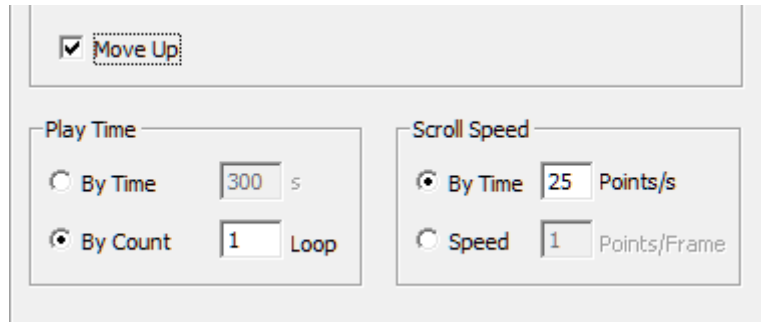 Move Up
Play Time
By Time 300 s
By Count 1 Loop
Scroll Speed
By Time 25 Points/s
Speed 1 Points/Frame